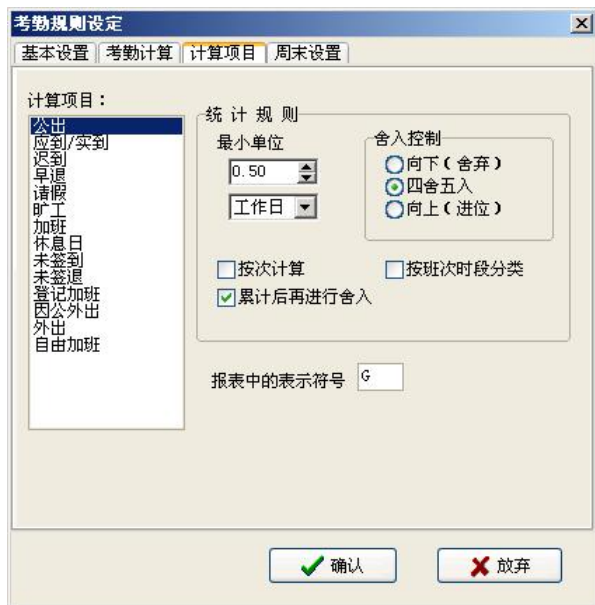 考勤规则设定
基本设置 考勤计算 计算项目 周末设置
计算项目：
公出
应到/实到
迟到
早退
请假
旷工
加班
休息日
未签到
未签退
登记加班
因公外出
外出
自由加班
统 计 规 则
最小单位
0.50
工作日
舍入控制
向下（舍弃）
四舍五入
向上（进位）
按次计算
按班次时段分类
累计后再进行舍入
报表中的表示符号 G
确认
放弃